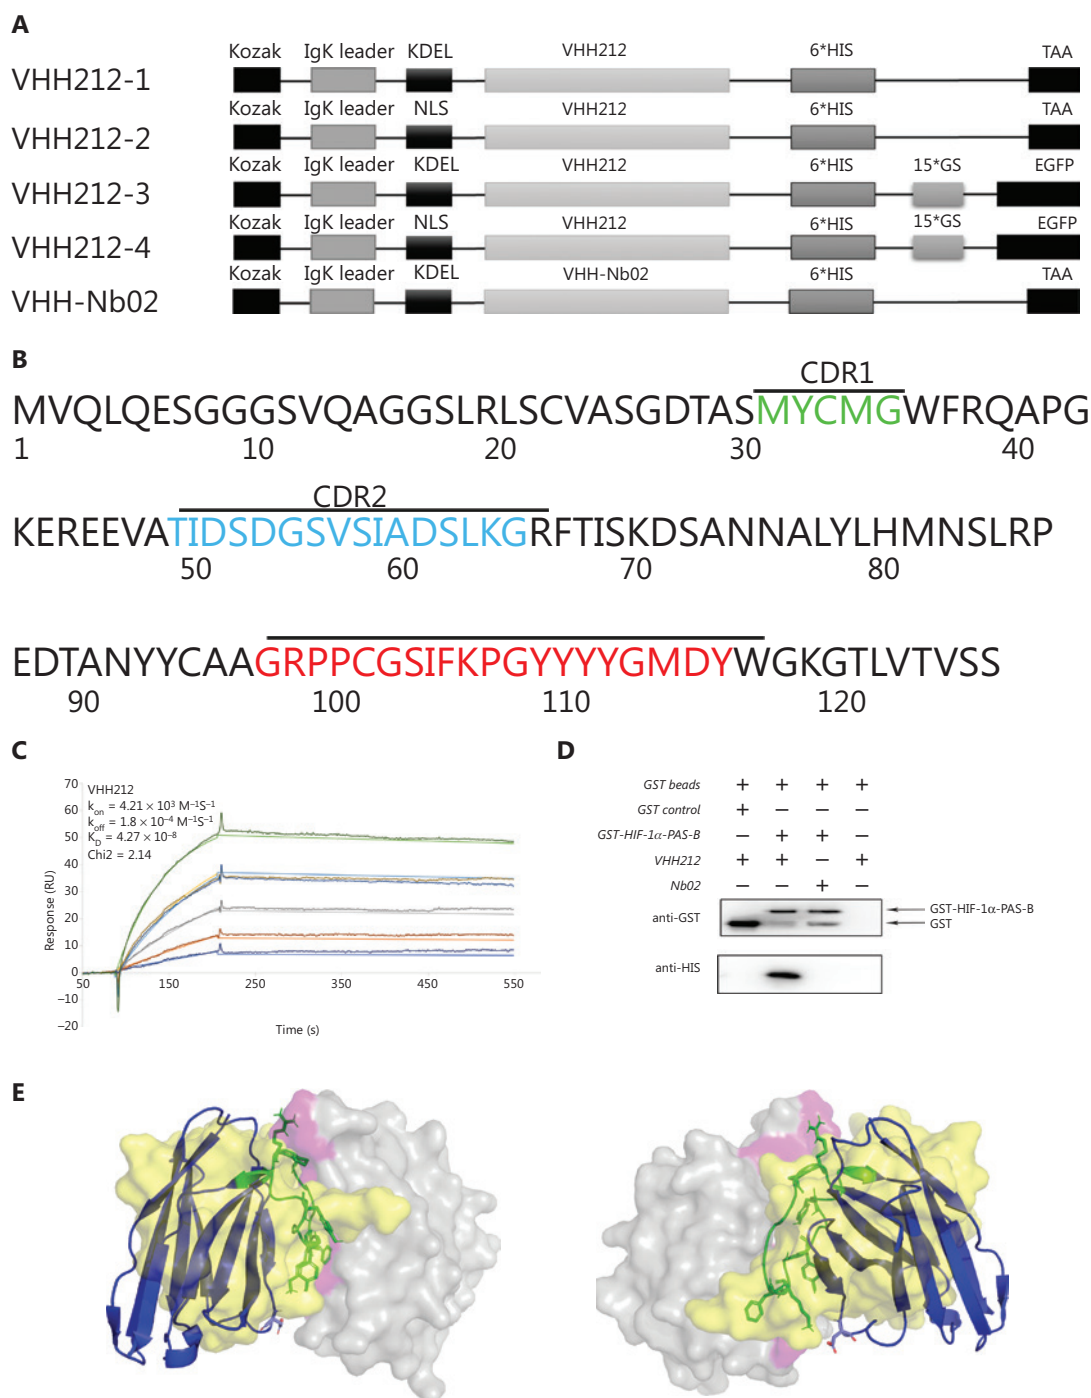 A
Kozak IgK leader KDEL VHH212 6*HIS TAA
VHH212-1
Kozak IgK leader NLS VHH212 6*HIS TAA
VHH212-2
Kozak IgK leader KDEL VHH212 6*HIS 15*GS EGFP
VHH212-3
Kozak IgK leader NLS VHH212 6*HIS 15*GS EGFP
VHH212-4
Kozak IgK leader KDEL VHH-Nb02 6*HIS TAA
VHH-Nb02
B
CDR1
MVQLQESGGGSVQAGGSLRLSCVASGDTASMYCMGWFRQAPG
1 10 20 30 40
CDR2
KEREEVATIDSDGSVSIADSLKGRFTISKDSANNALYLHMNSLRP
50 60 70 80
EDTANYYCAAGRPPCGSIFKPGYYYYGMDYWGKGTLVTVSS
90 100 110 120
C
VHH212
kon = 4.21 × 10³ M⁻¹S⁻¹
koff = 1.8 × 10⁻⁴ M⁻¹S⁻¹
KD = 4.27 × 10⁻⁸
Chi2 = 2.14
Response (RU)
70
60
50
40
30
20
10
0
−10
−20
50 150 250 350 450 550
Time (s)
D
GST beads + + + +
GST control + − − −
GST-HIF-1α-PAS-B − + + −
VHH212 + + − +
Nb02 − − + −
anti-GST
GST-HIF-1α-PAS-B
GST
anti-HIS
E